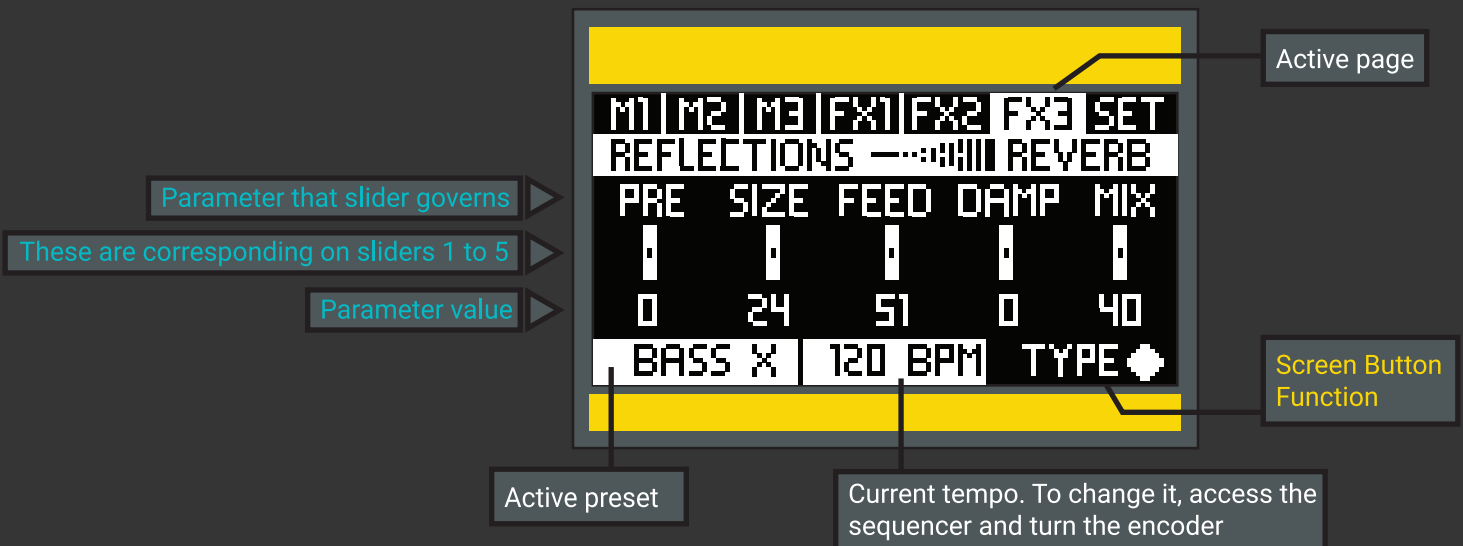 Active page
M1 M2 M3 FX1 FX2 FX3 SET
REFLECTIONS REVERB
Parameter that slider governs
PRE SIZE FEED DAMP MIX
These are corresponding on sliders 1 to 5
Parameter value
0 24 51 0 40
BASS X 120 BPM TYPE
Screen Button
Function
Active preset
Current tempo. To change it, access the
sequencer and turn the encoder